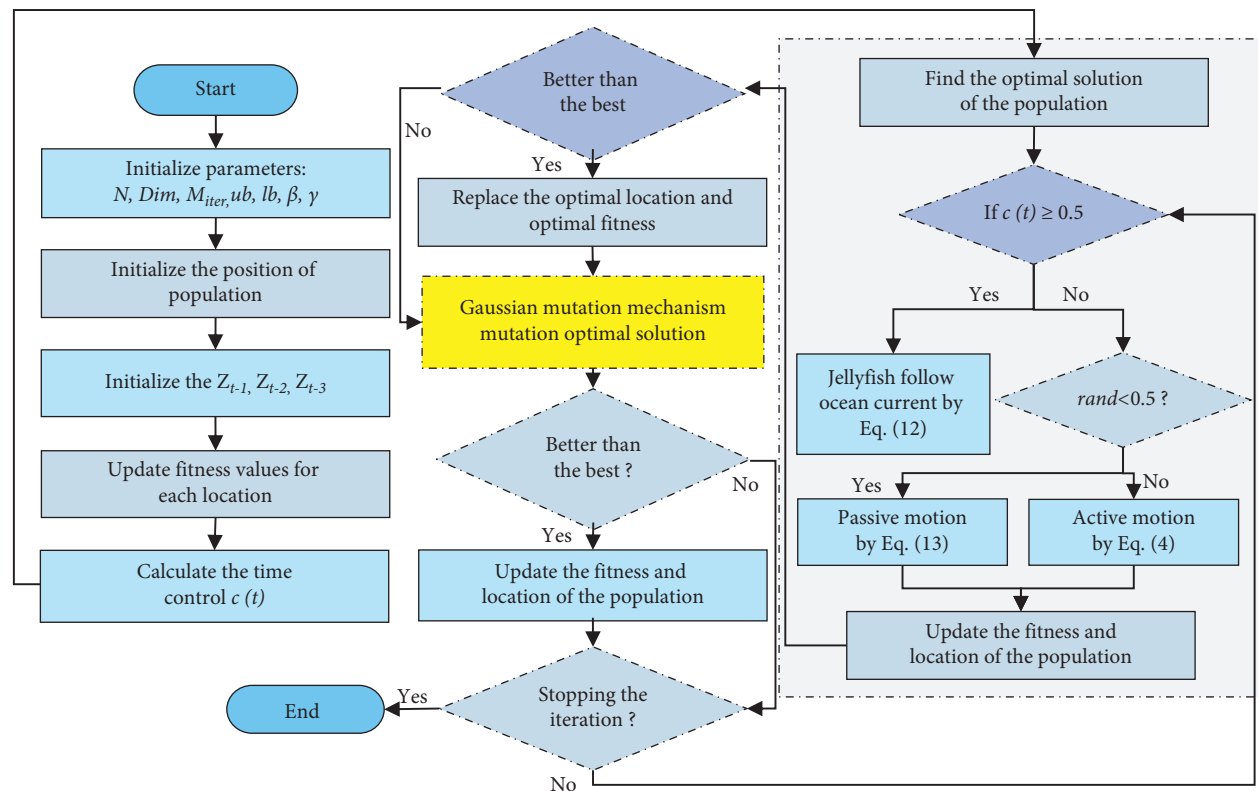 Start
Initialize parameters:
N, Dim, M_iter, ub, lb, β, γ
Initialize the position of
population
Initialize the Z_t-1, Z_t-2, Z_t-3
Update fitness values for
each location
Calculate the time
control c (t)
Better than
the best
No
Yes
Replace the optimal location and
optimal fitness
Gaussian mutation mechanism
mutation optimal solution
Better than
the best ?
No
Yes
Update the fitness and
location of the population
Stopping the
iteration ?
Yes
End
No
Find the optimal solution
of the population
If c (t) ≥ 0.5
Yes
No
Jellyfish follow
ocean current by
Eq. (12)
rand<0.5 ?
Yes
No
Passive motion
by Eq. (13)
Active motion
by Eq. (4)
Update the fitness and
location of the population